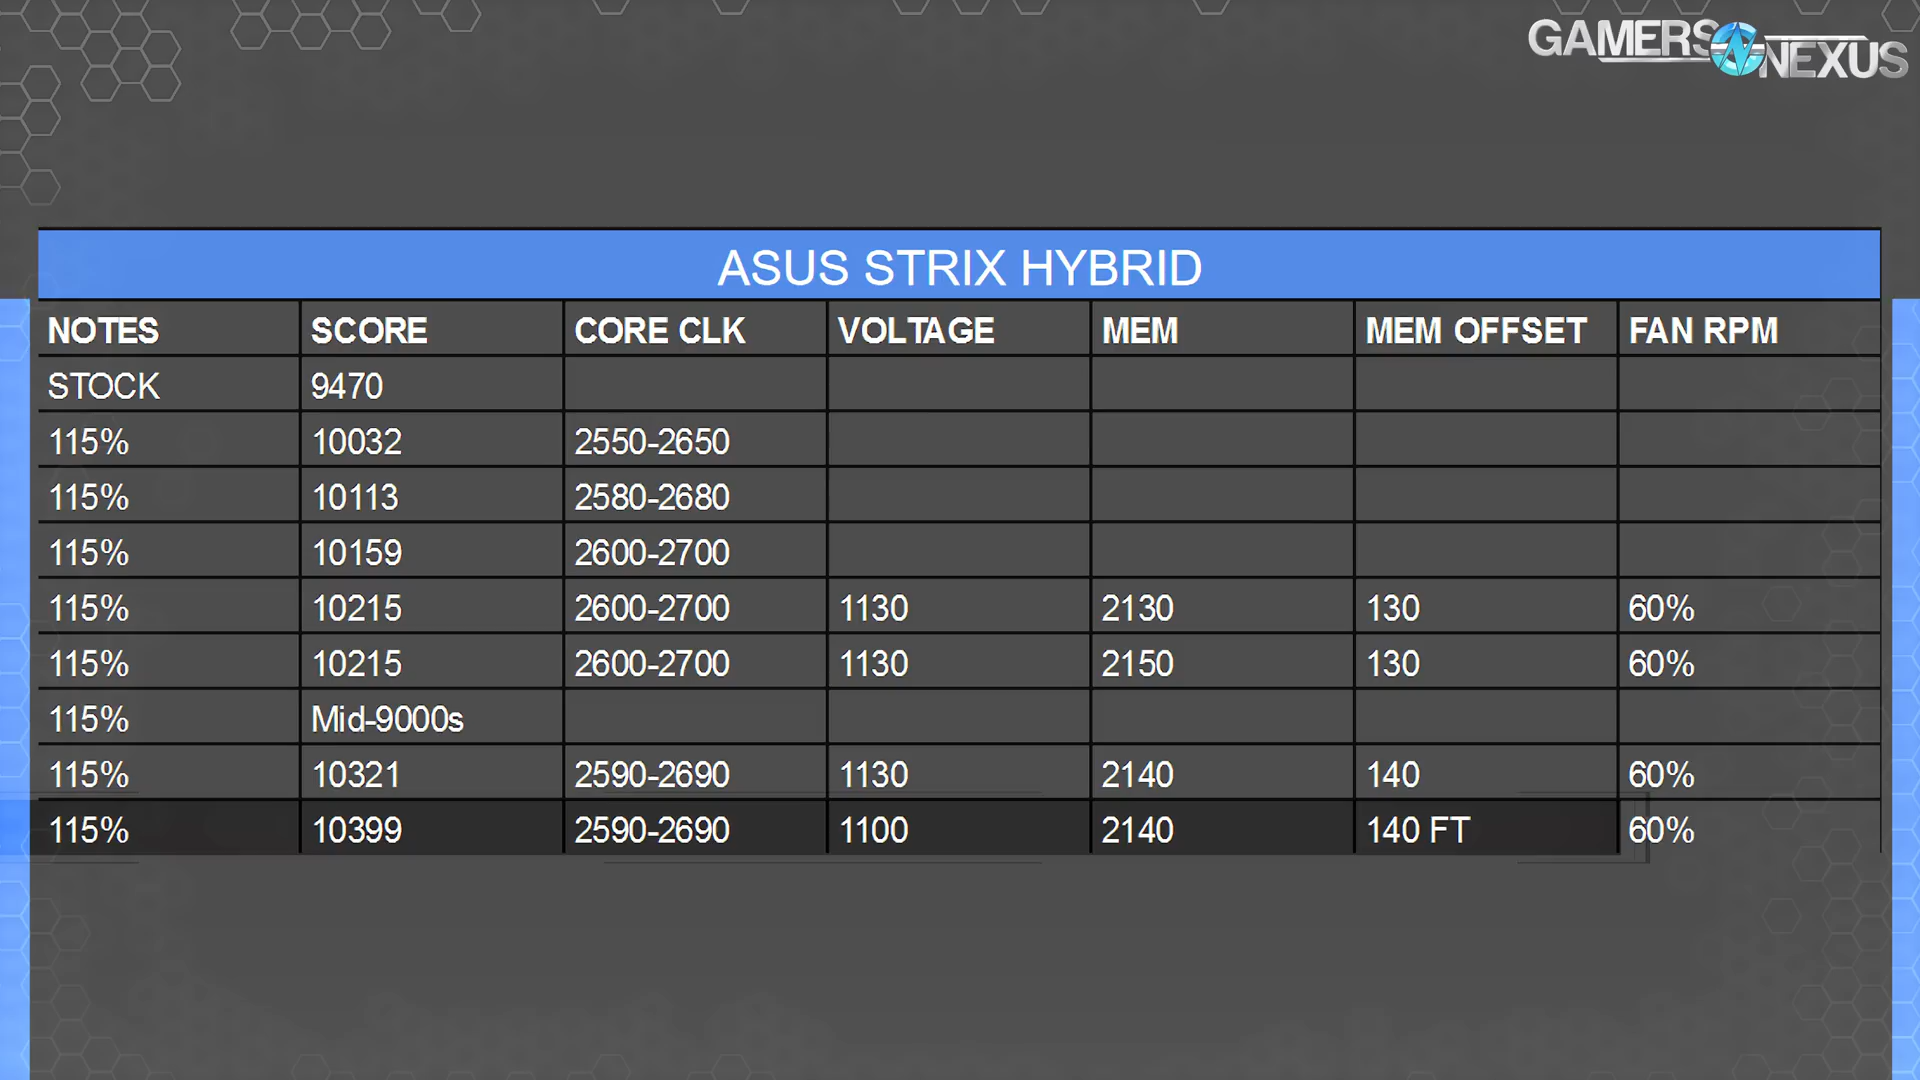 GAMERS NEXUS
ASUS STRIX HYBRID
NOTES SCORE CORE CLK VOLTAGE MEM MEM OFFSET FAN RPM
STOCK 9470
115% 10032 2550-2650
115% 10113 2580-2680
115% 10159 2600-2700
115% 10215 2600-2700 1130 2130 130 60%
115% 10215 2600-2700 1130 2150 130 60%
115% Mid-9000s
115% 10321 2590-2690 1130 2140 140 60%
115% 10399 2590-2690 1100 2140 140 FT 60%